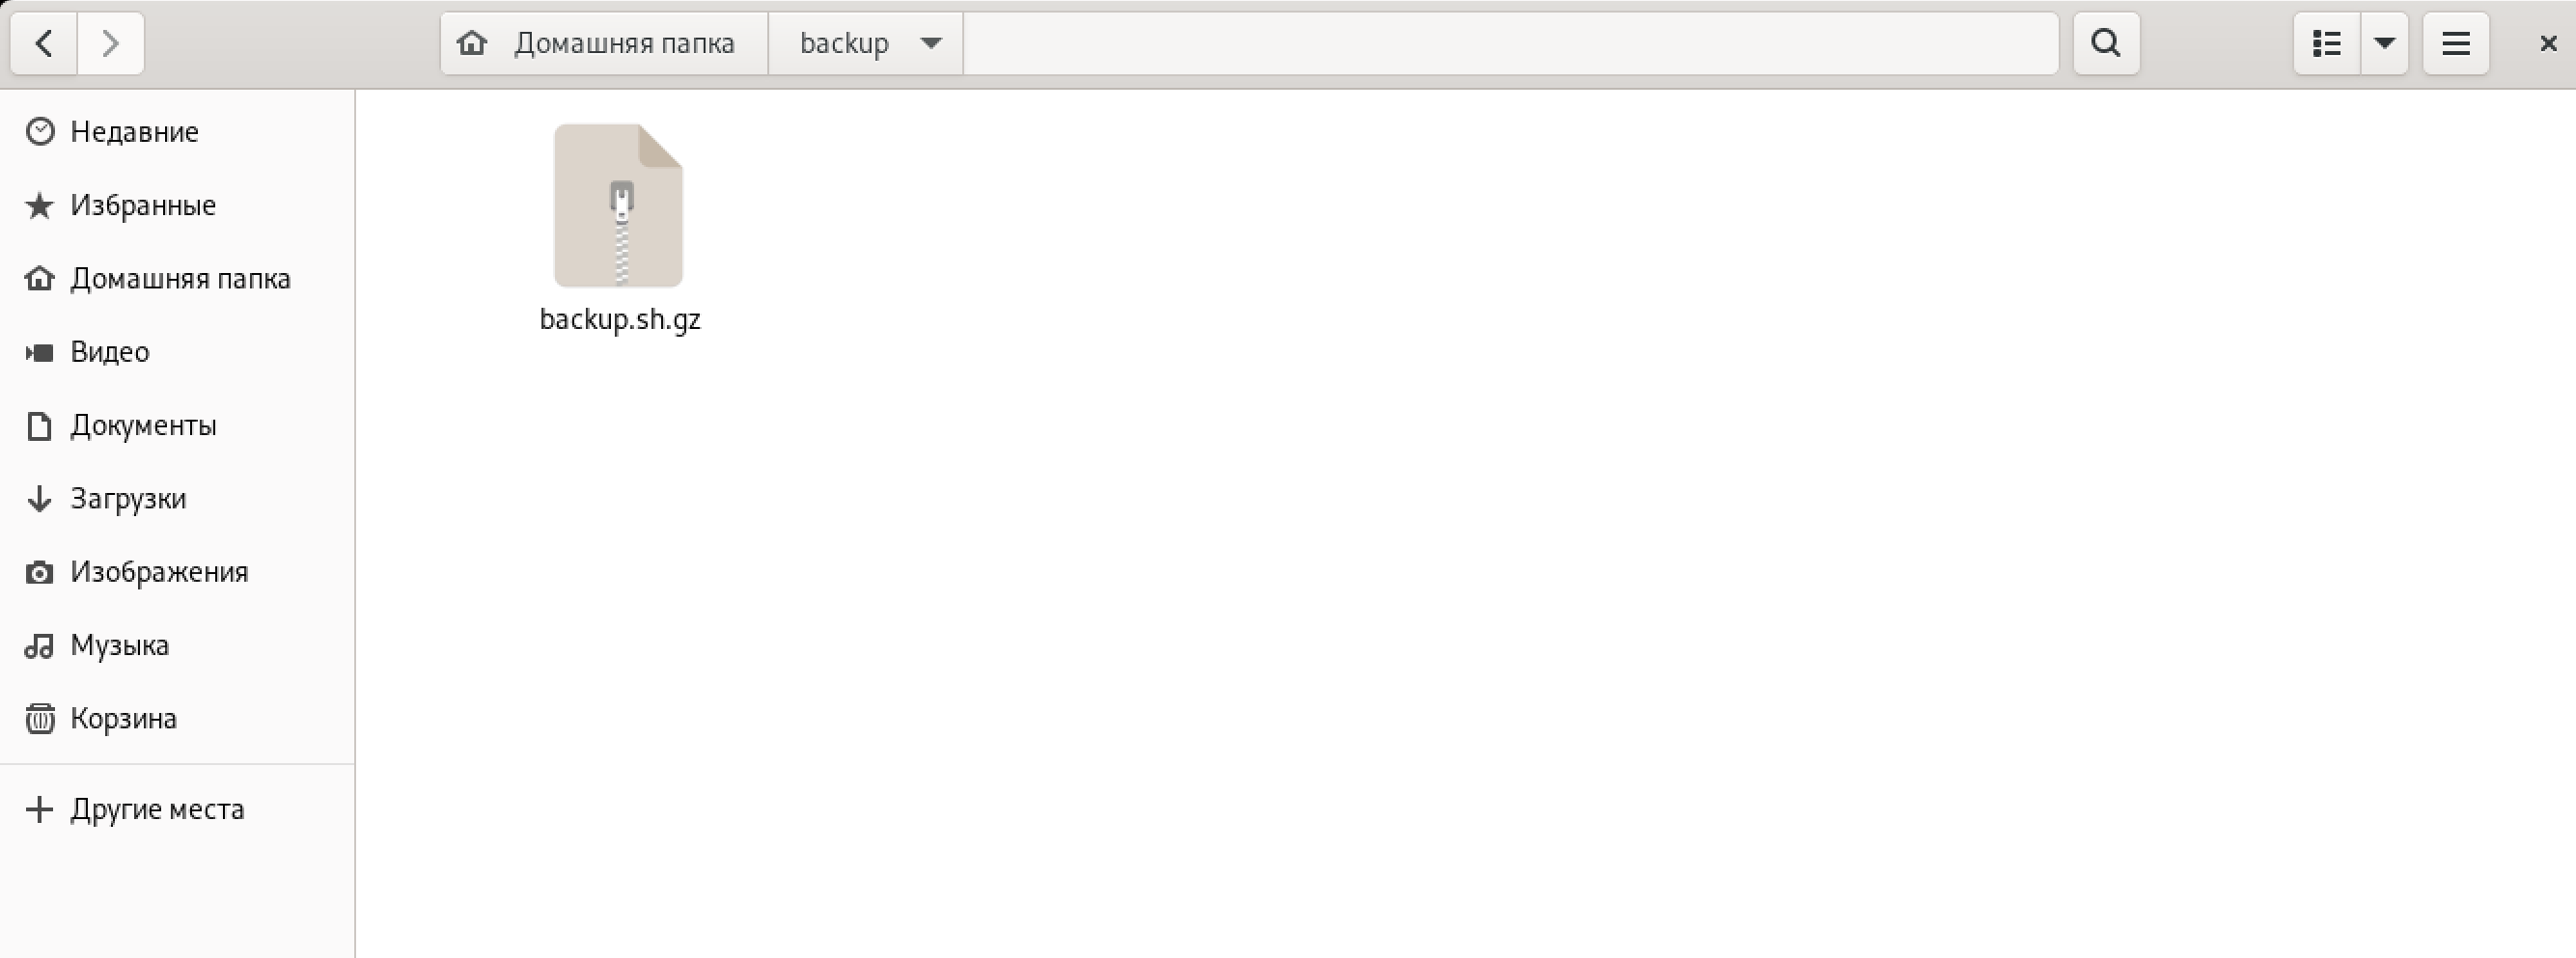 Домашняя папка
backup
Недавние
Избранные
Домашняя папка
Видео
Документы
Загрузки
Изображения
Музыка
Корзина
Другие места
backup.sh.gz